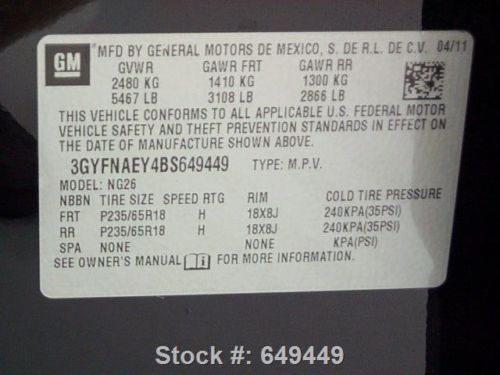 GM
MFD BY GENERAL MOTORS DE MEXICO, S. DE R.L. DE C.V. 04/11
GVWR GAWR FRT GAWR RR
2480 KG 1410 KG 1300 KG
5467 LB 3108 LB 2866 LB
THIS VEHICLE CONFORMS TO ALL APPLICABLE U.S. FEDERAL MOTOR
VEHICLE SAFETY AND THEFT PREVENTION STANDARDS IN EFFECT ON
THE DATE OF MANUFACTURE SHOWN ABOVE.
3GYFNAEY4BS649449 TYPE: M.P.V.
MODEL: NG26
NBBN TIRE SIZE SPEED RTG RIM COLD TIRE PRESSURE
FRT P235/65R18 H 18X8J 240KPA(35PSI)
RR P235/65R18 H 18X8J 240KPA(35PSI)
SPA NONE NONE KPA(PSI)
SEE OWNER'S MANUAL i FOR MORE INFORMATION.
Stock #: 649449